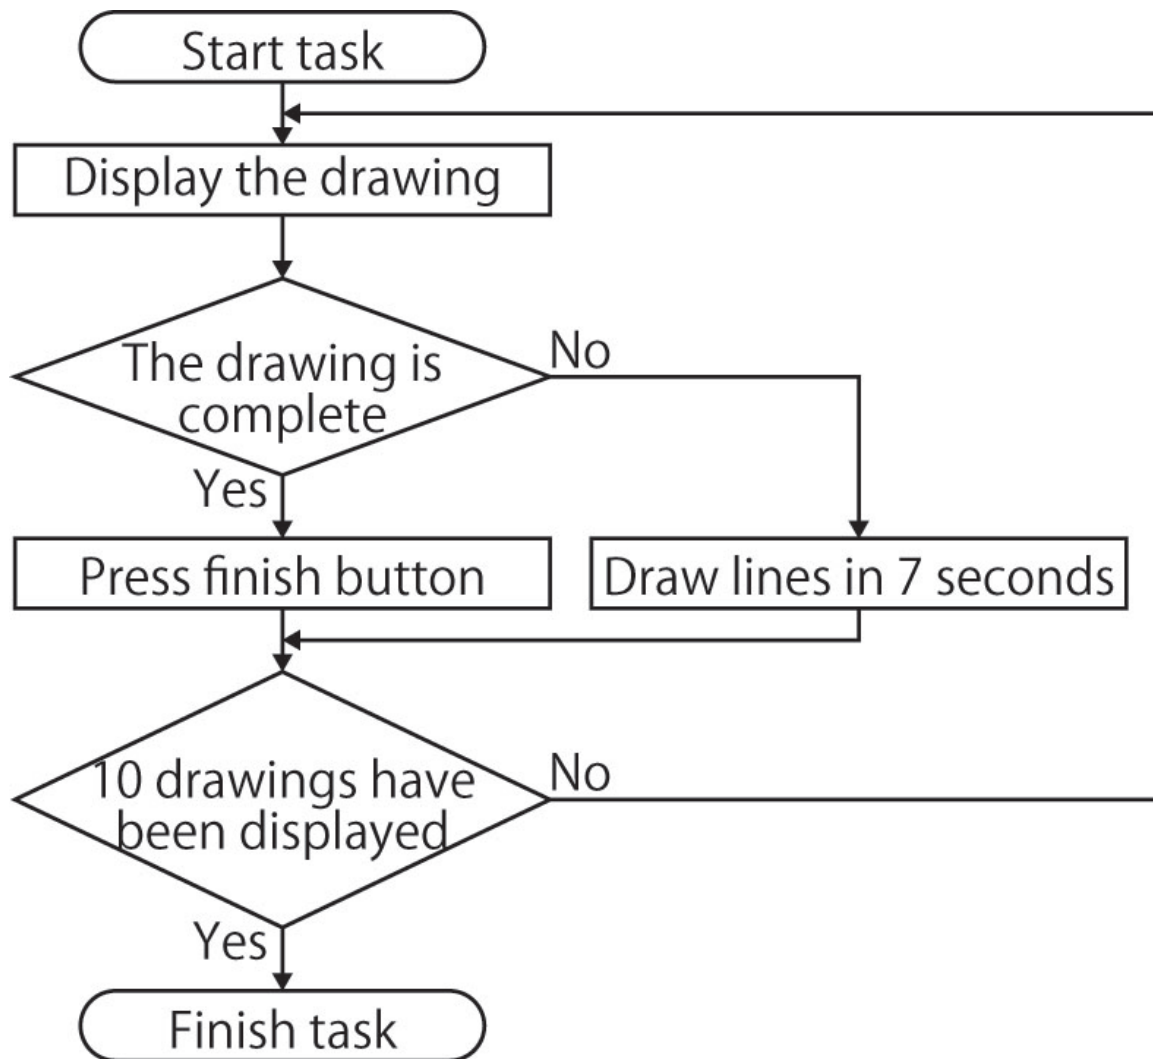 Start task
Display the drawing
The drawing is
complete
No
Yes
Press finish button
Draw lines in 7 seconds
10 drawings have
been displayed
No
Yes
Finish task